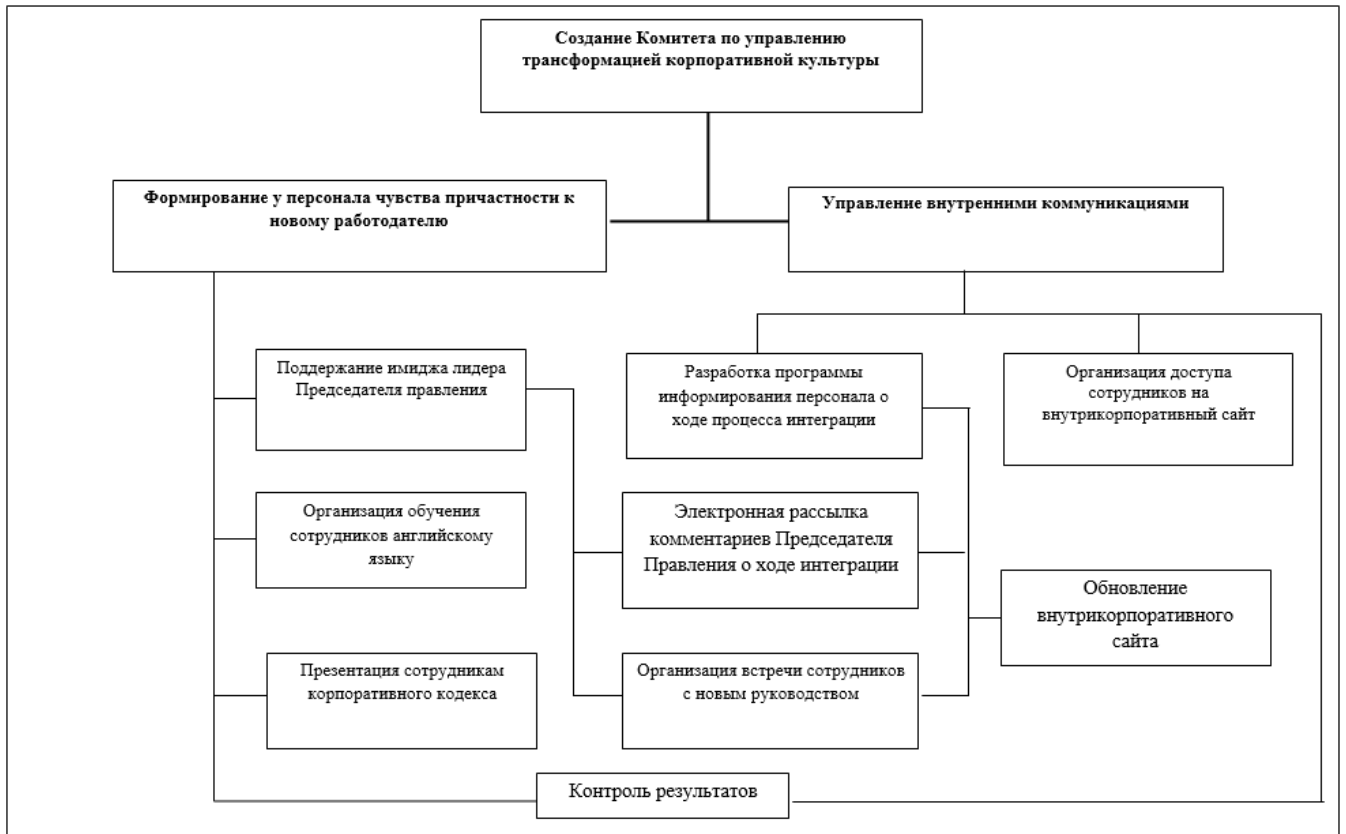 Создание Комитета по управлению
трансформацией корпоративной культуры
Формирование у персонала чувства причастности к
новому работодателю
Управление внутренними коммуникациями
Поддержание имиджа лидера
Председателя правления
Разработка программы
информирования персонала о
ходе процесса интеграции
Организация доступа
сотрудников на
внутрикорпоративный сайт
Организация обучения
сотрудников английскому
языку
Электронная рассылка
комментариев Председателя
Правления о ходе интеграции
Обновление
внутрикорпоративного
сайта
Презентация сотрудникам
корпоративного кодекса
Организация встречи сотрудников
с новым руководством
Контроль результатов